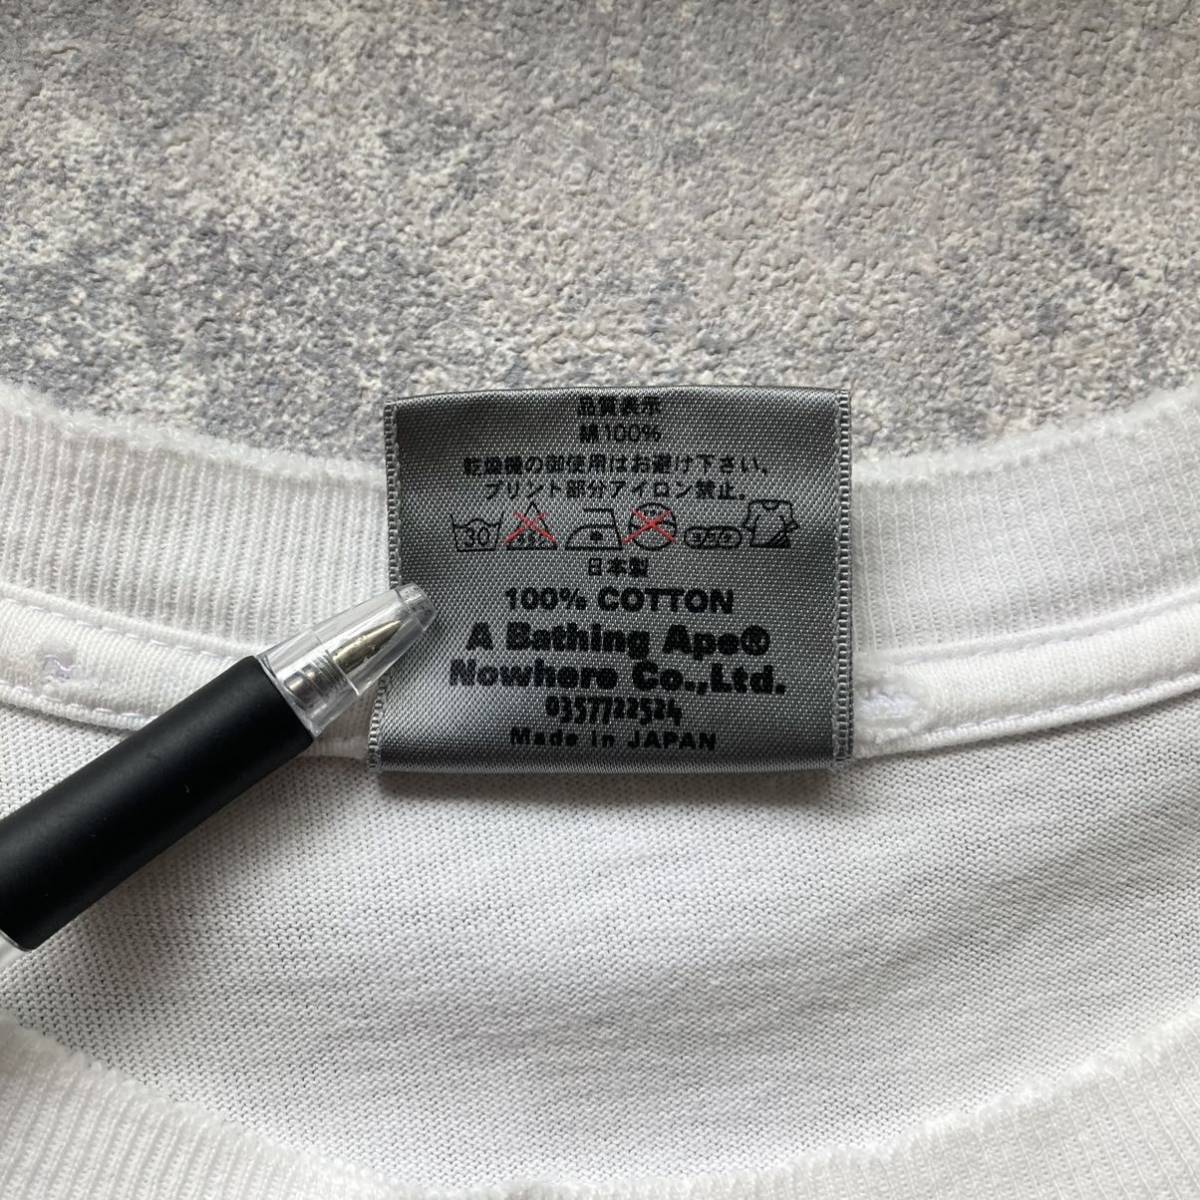 品質表示
綿100%
乾燥機の御使用はお避け下さい。
プリント部分アイロン禁止。
30
日本製
100% COTTON
A Bathing Ape®
Nowhere Co.,Ltd.
0357722524
Made in JAPAN